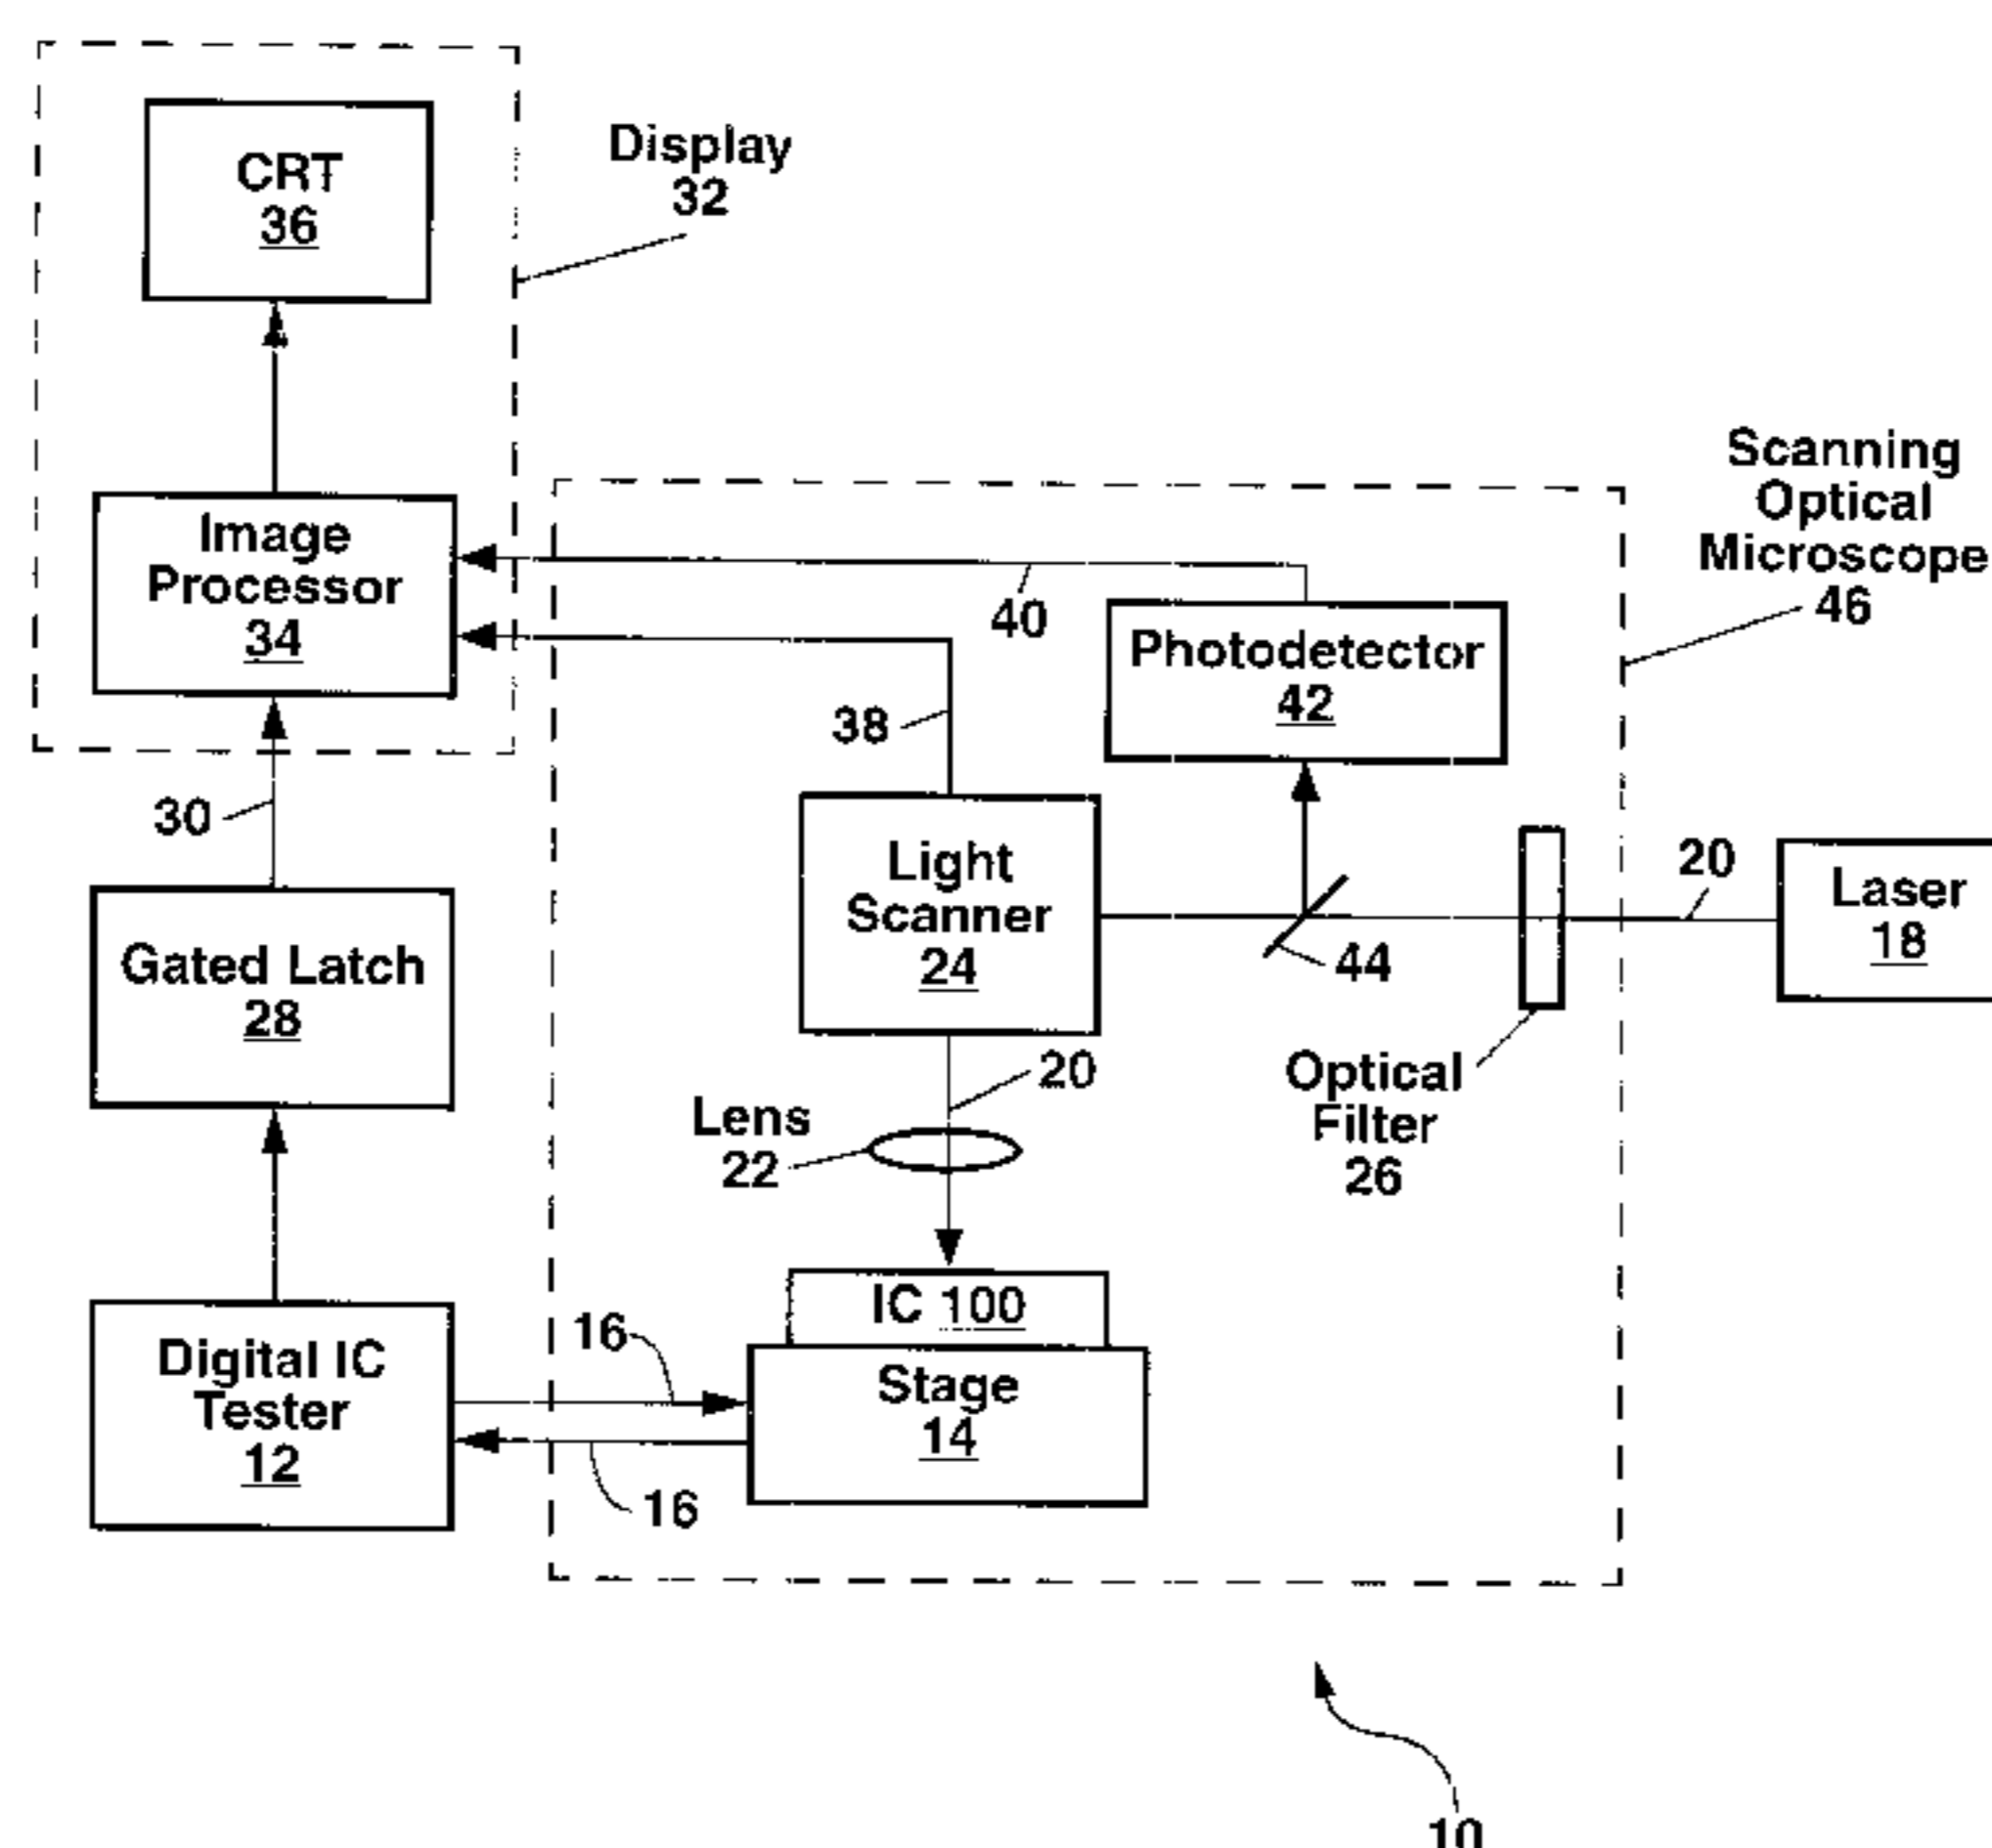 CRT
36
Display
32
Scanning
Optical
Microscope
46
Image
Processor
34
40
Photodetector
42
38
30
Light
Scanner
24
20
Laser
18
44
Gated Latch
28
20
Optical
Filter
26
Lens
22
IC 100
16
Digital IC
Tester
12
Stage
14
16
10